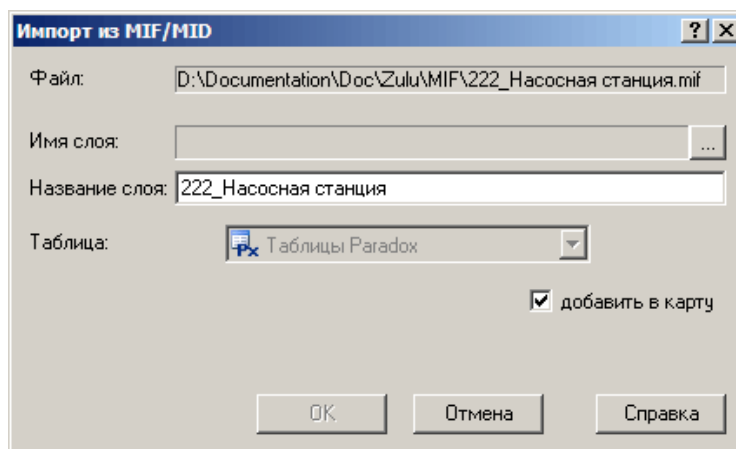 Импорт из MIF/MID
Файл: D:\Documentation\Doc\Zulu\MIF\222_Насосная станция.mif
Имя слоя: ...
Название слоя: 222_Насосная станция
Таблица: Px Таблицы Paradox
добавить в карту
OK Отмена Справка